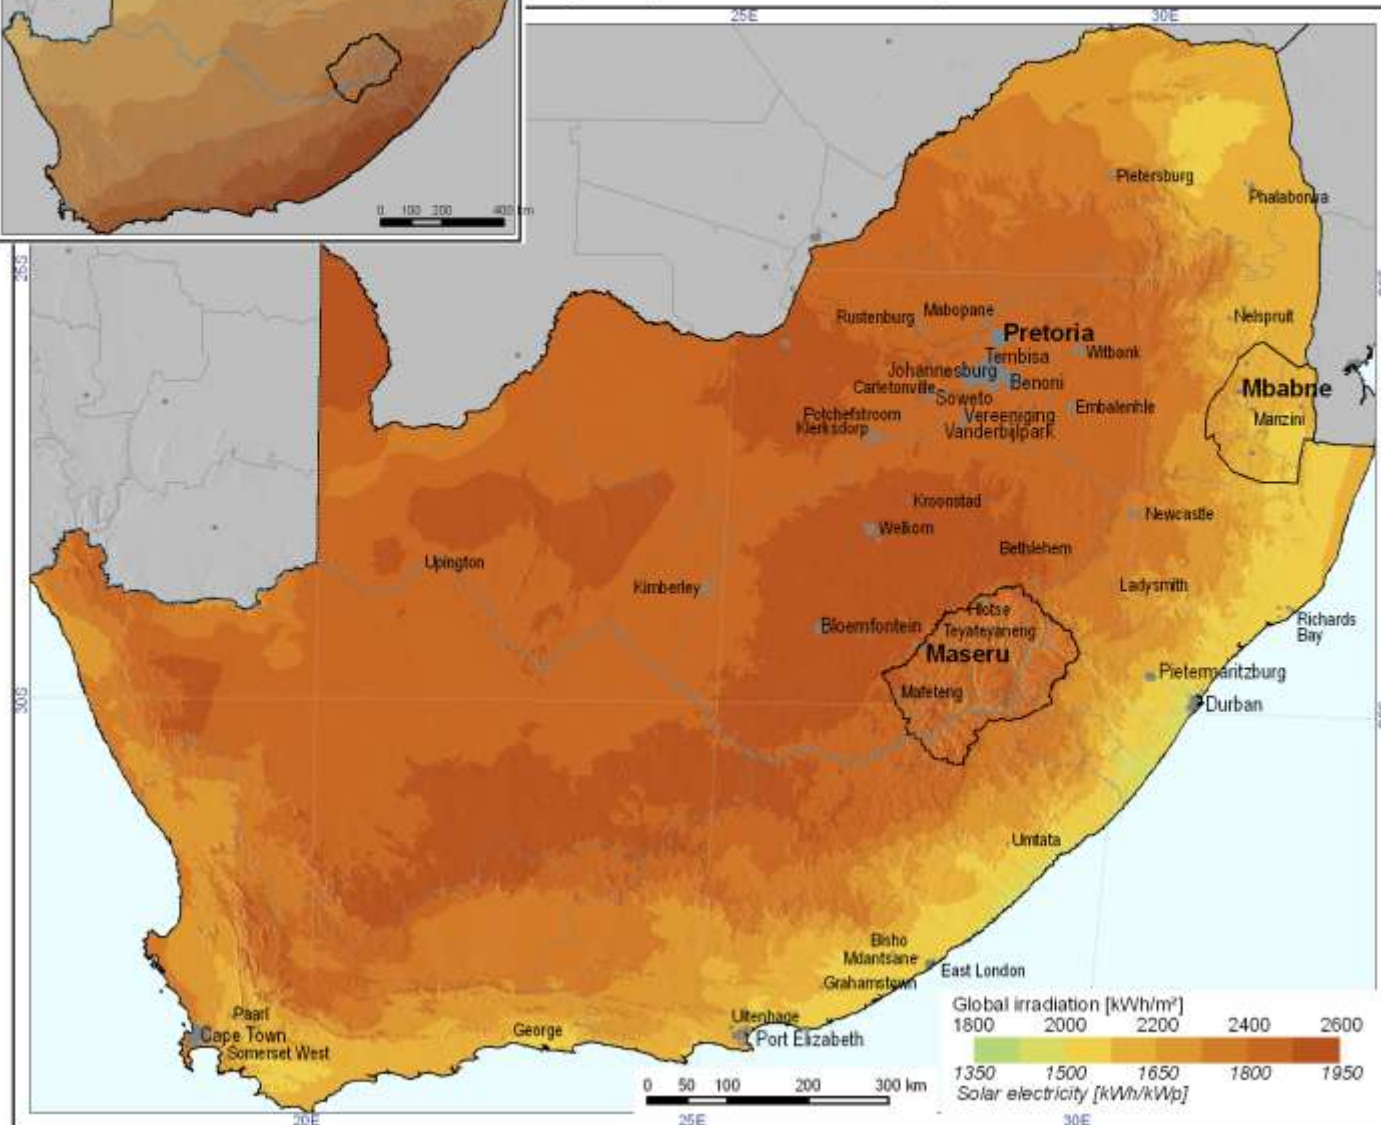 25E 30E
0 100 200 400 km
Pietersburg
Phalaborwa
25S
Nelspruit
Rustenburg Mabopane
Pretoria
Tembisa Witbank
Johannesburg
Benoni
Carletonville
Soweto
Mbabne
Potchefstroom Vereeniging Embalenhle
Klerksdorp Vanderbijlpark
Manzini
Kroonstad
Welkom
Newcastle
Bethlehem
Upington
Kimberley
Ladysmith
Hlotse
Bloemfontein Teyateyaneng
Richards
Bay
Maseru
Pietermaritzburg
Mafeteng
30S
Durban
Umtata
Bisho
Mdantsane
East London
Grahamstown
Paarl
Uitenhage
Cape Town
George
Port Elizabeth
Somerset West
Global irradiation [kWh/m²]
1800 2000 2200 2400 2600
1350 1500 1650 1800 1950
Solar electricity [kWh/kWp]
0 50 100 200 300 km
20E 25E 30E